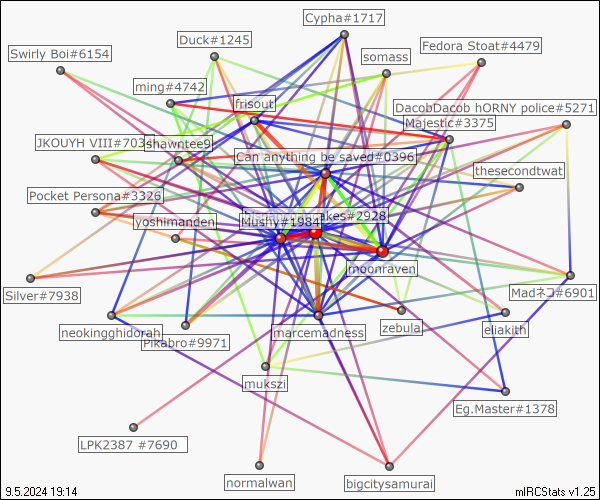 Cypha#1717
Duck#1245
Fedora Stoat#4479
Swirly Boi#6154
somass
ming#4742
frisout
DacobDacob hORNY police#5271
Majestic#3375
JKOUYH VIII#703
shawntee9
Can anything be saved#0396
thesecondtwat
Pocket Persona#3326
yoshimanden
Mushy#1984
akes#2928
moonraven
Silver#7938
Madネコ#6901
neokingghidorah
Pikabro#9971
marcemadness
zebula
eliakith
mukszi
Eg.Master#1378
LPK2387 #7690
normalwan
bigcitysamurai
9.5.2024 19:14
mIRCStats v1.25